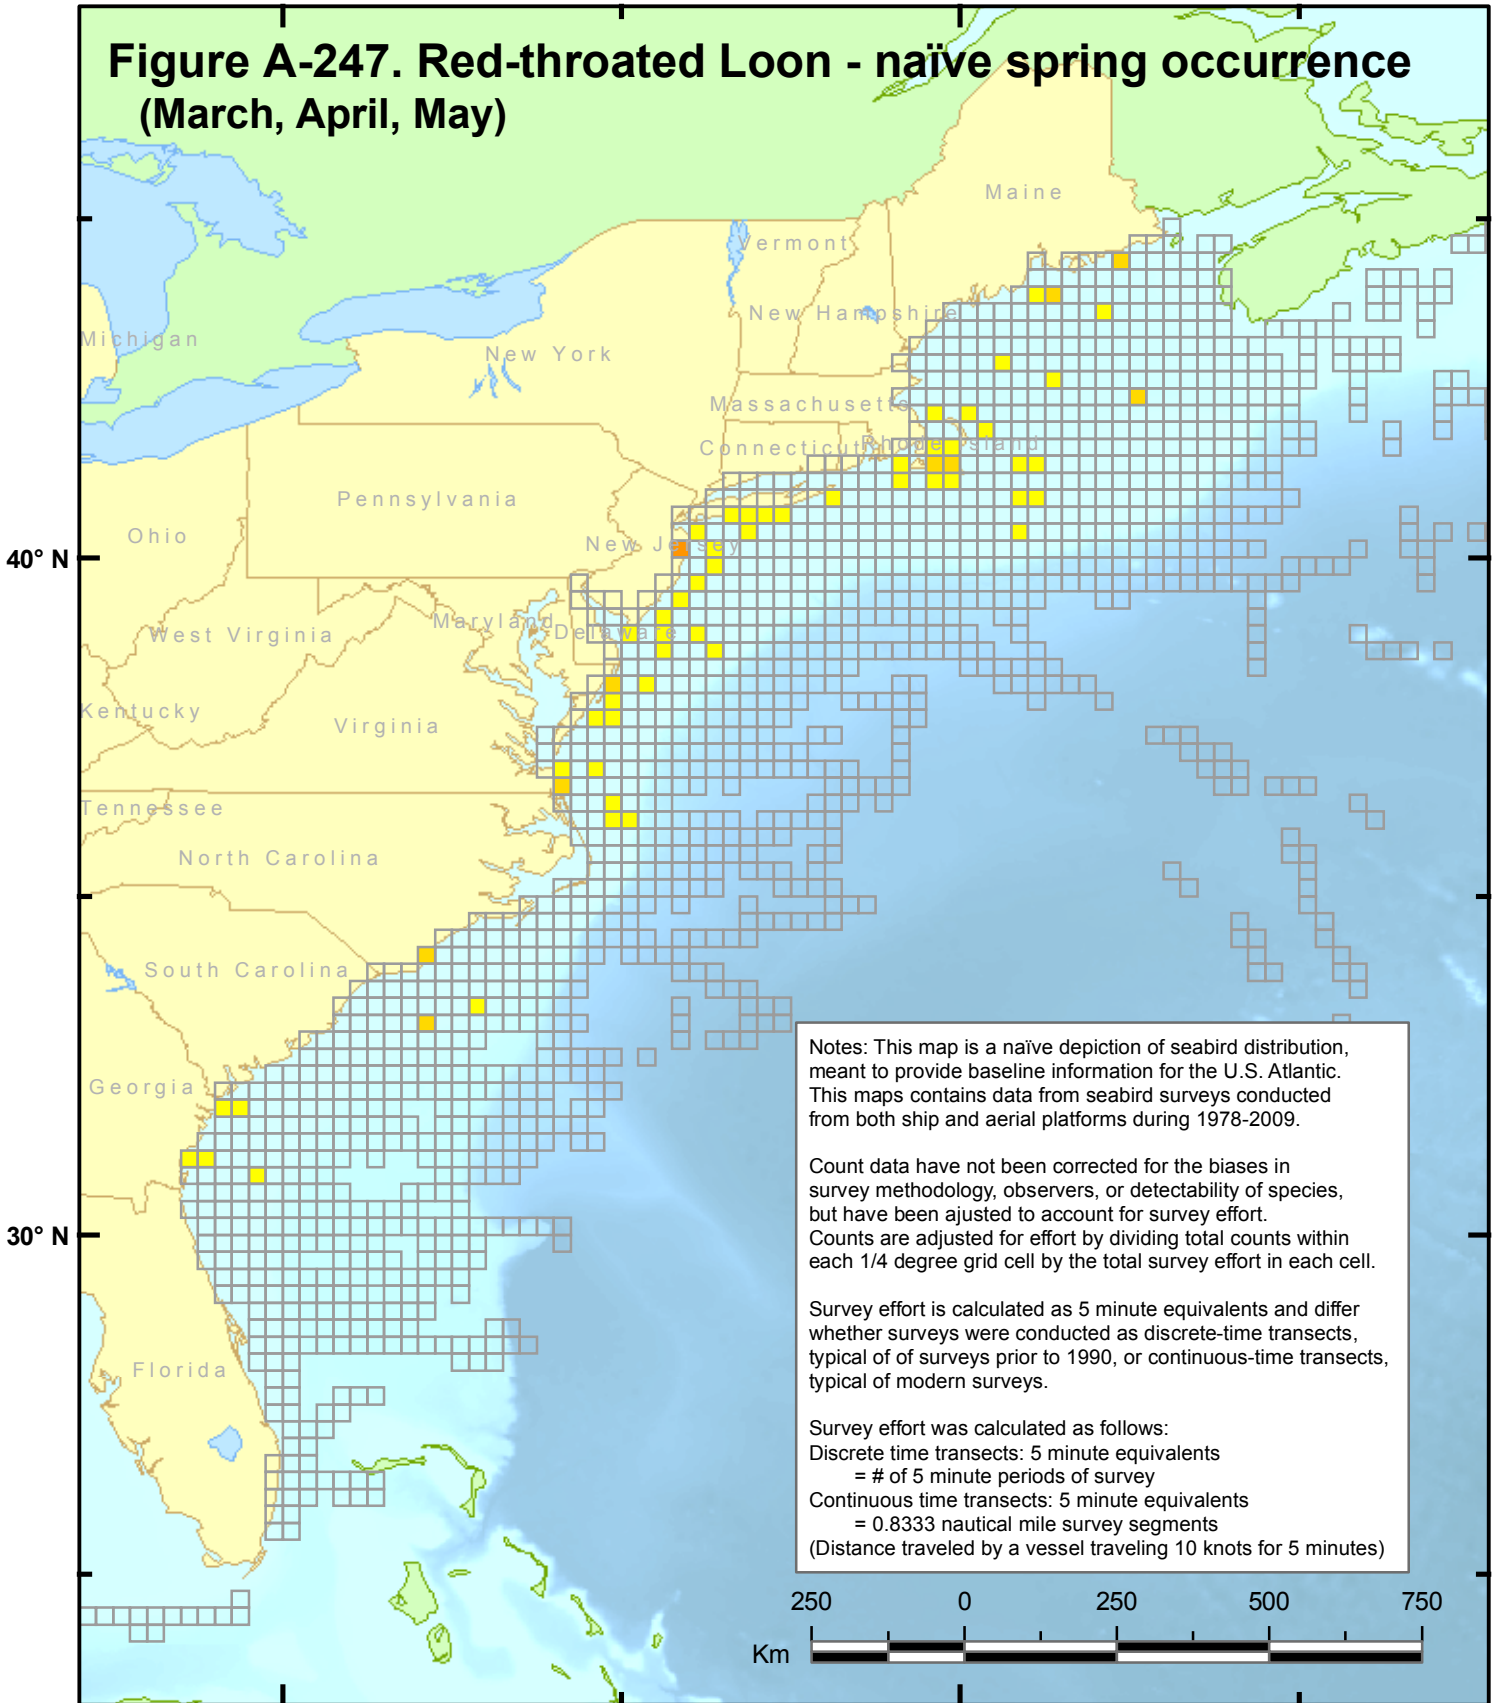 Figure A-247. Red-throated Loon - naïve spring occurrence
(March, April, May)
Maine
Vermont
New Hampshire
Michigan
New York
Massachusetts
Connecticut
Rhode Island
Pennsylvania
Ohio
New Jersey
40° N
Maryland
Delaware
West Virginia
Kentucky
Virginia
Tennessee
North Carolina
South Carolina
Georgia
30° N
Florida
Notes: This map is a naïve depiction of seabird distribution,
meant to provide baseline information for the U.S. Atlantic.
This maps contains data from seabird surveys conducted
from both ship and aerial platforms during 1978-2009.
Count data have not been corrected for the biases in
survey methodology, observers, or detectability of species,
but have been ajusted to account for survey effort.
Counts are adjusted for effort by dividing total counts within
each 1/4 degree grid cell by the total survey effort in each cell.
Survey effort is calculated as 5 minute equivalents and differ
whether surveys were conducted as discrete-time transects,
typical of of surveys prior to 1990, or continuous-time transects,
typical of modern surveys.
Survey effort was calculated as follows:
Discrete time transects: 5 minute equivalents
= # of 5 minute periods of survey
Continuous time transects: 5 minute equivalents
= 0.8333 nautical mile survey segments
(Distance traveled by a vessel traveling 10 knots for 5 minutes)
250 0 250 500 750
Km